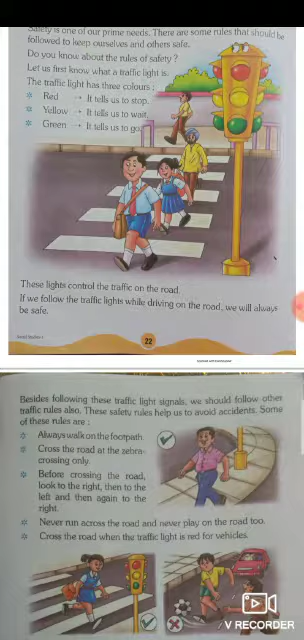 Safety is one of our prime needs. There are some rules that should be
followed to keep ourselves and others safe.
Do you know about the rules of safety ?
Let us first know what a traffic light is.
The traffic light has three colours :
Red → It tells us to stop.
Yellow → It tells us to wait.
Green → It tells us to go.
These lights control the traffic on the road.
If we follow the traffic lights while driving on the road, we will always
be safe.
22
Besides following these traffic light signals, we should follow other
traffic rules also. These safety rules help us to avoid accidents. Some
of these rules are :
Always walk on the footpath.
Cross the road at the zebra-
crossing only.
Before crossing the road,
look to the right, then to the
left and then again to the
right.
Never run across the road and never play on the road too.
Cross the road when the traffic light is red for vehicles.
V RECORDER